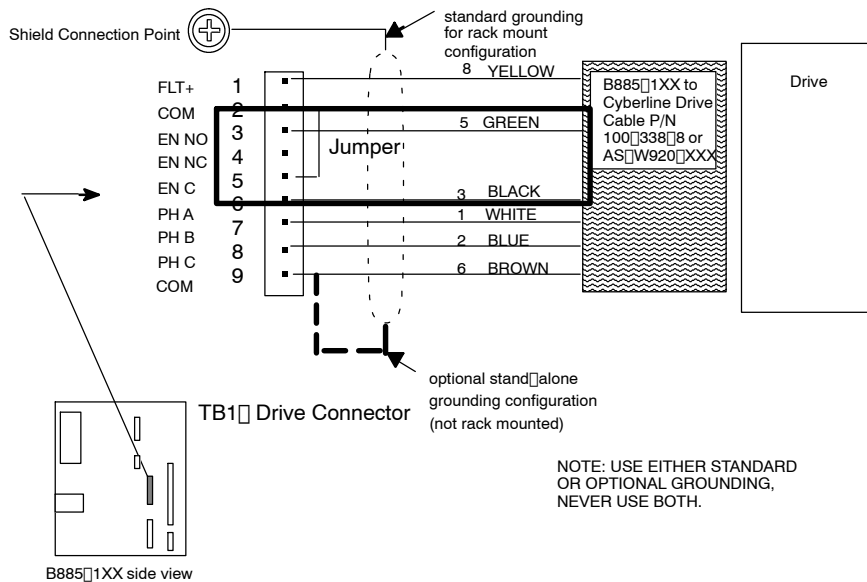 Shield Connection Point
standard grounding
for rack mount
configuration
FLT+ 1 8 YELLOW
COM 2
EN NO 3 5 GREEN
EN NC 4
Jumper
EN C 5
6 3 BLACK
PH A 7 1 WHITE
PH B 8 2 BLUE
PH C 9 6 BROWN
COM
B885▯1XX to
Cyberline Drive
Cable P/N
100▯338▯8 or
AS▯W920▯XXX
Drive
optional stand▯alone
grounding configuration
(not rack mounted)
TB1▯ Drive Connector
NOTE: USE EITHER STANDARD
OR OPTIONAL GROUNDING,
NEVER USE BOTH.
B885▯1XX side view